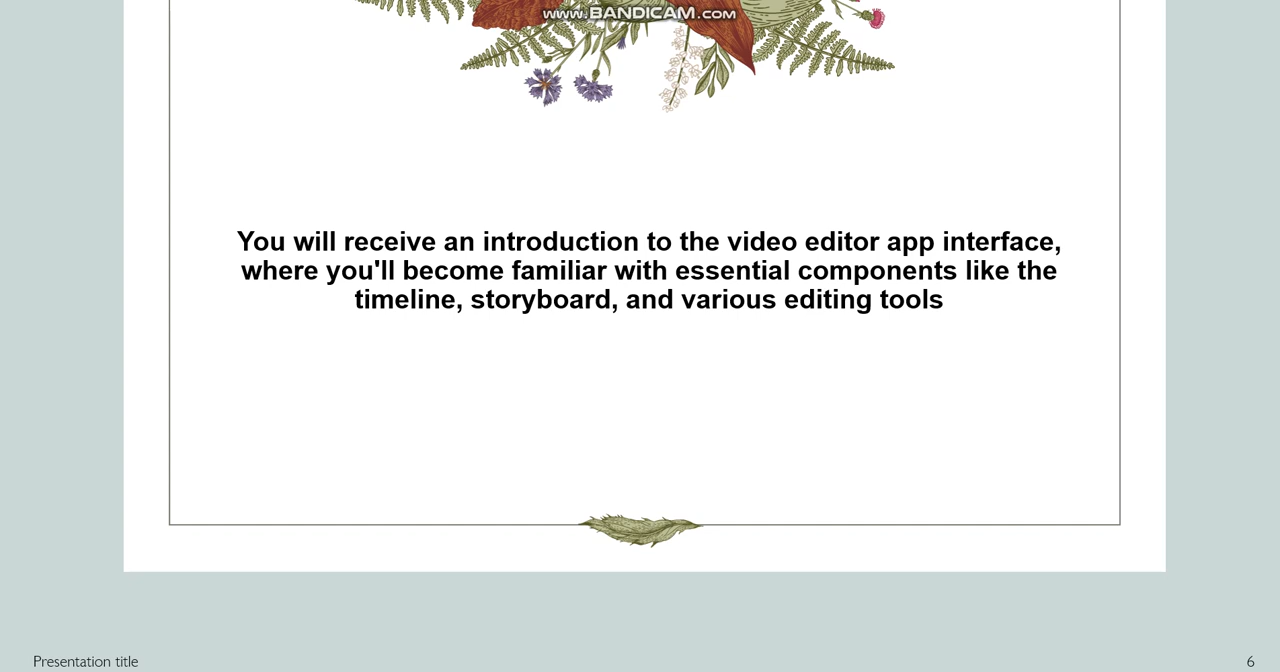 www.BANDICAM.com
You will receive an introduction to the video editor app interface,
where you'll become familiar with essential components like the
timeline, storyboard, and various editing tools
Presentation title
6